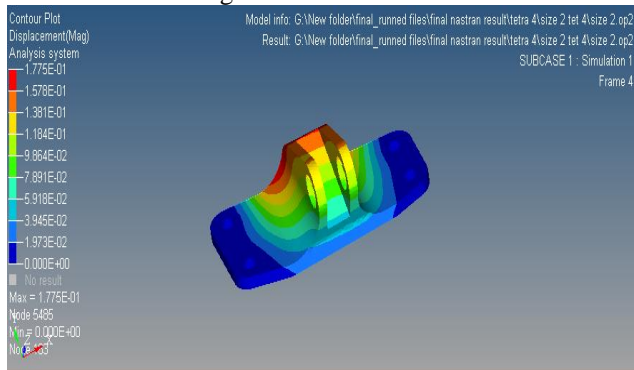 Contour Plot
Displacement(Mag)
Analysis system
1.775E-01
1.578E-01
1.381E-01
1.184E-01
9.864E-02
7.891E-02
5.918E-02
3.945E-02
1.973E-02
0.000E+00
No result
Max = 1.775E-01
Node 5485
Min = 0.000E+00
Node
Model info: G:\New folder\final_runned files\final nastran result\tetra 4\size 2 tet 4\size 2.op2
Result: G:\New folder\final_runned files\final nastran result\tetra 4\size 2 tet 4\size 2.op2
SUBCASE 1 : Simulation 1
Frame 4